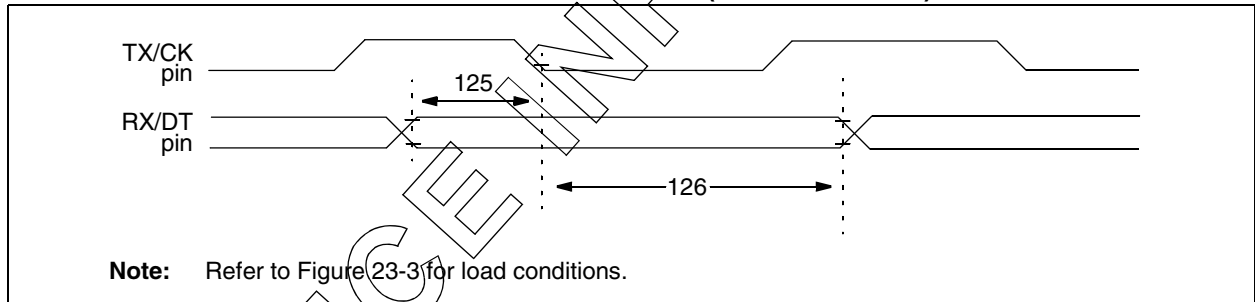 TX/CK
pin
125
RX/DT
pin
126
Note: Refer to Figure 23-3 for load conditions.